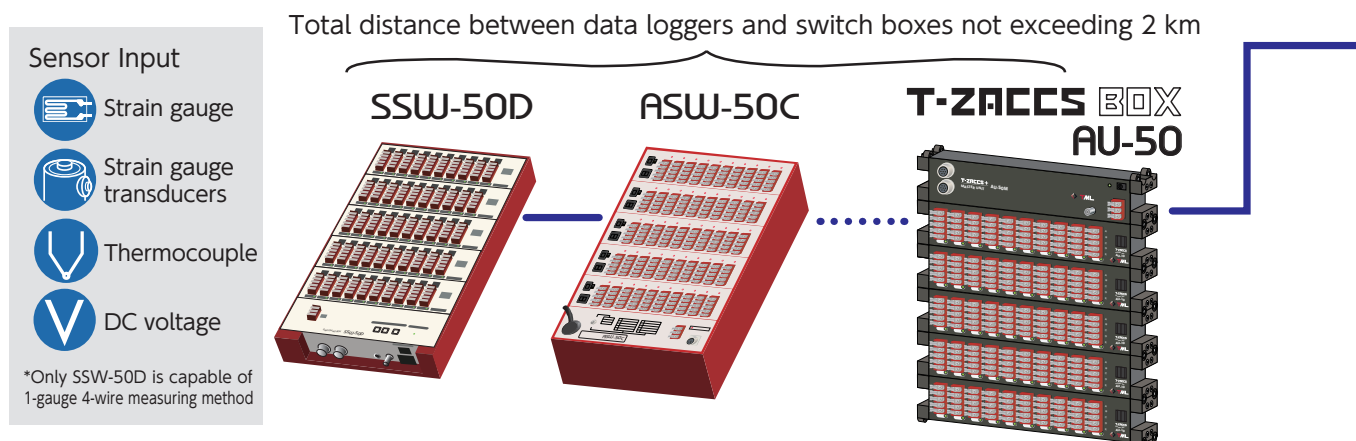 Total distance between data loggers and switch boxes not exceeding 2 km
Sensor Input
Strain gauge
Strain gauge
transducers
Thermocouple
DC voltage
*Only SSW-50D is capable of
1-gauge 4-wire measuring method
SSW-50D
ASW-50C
T-ZACCS BOX
AU-50